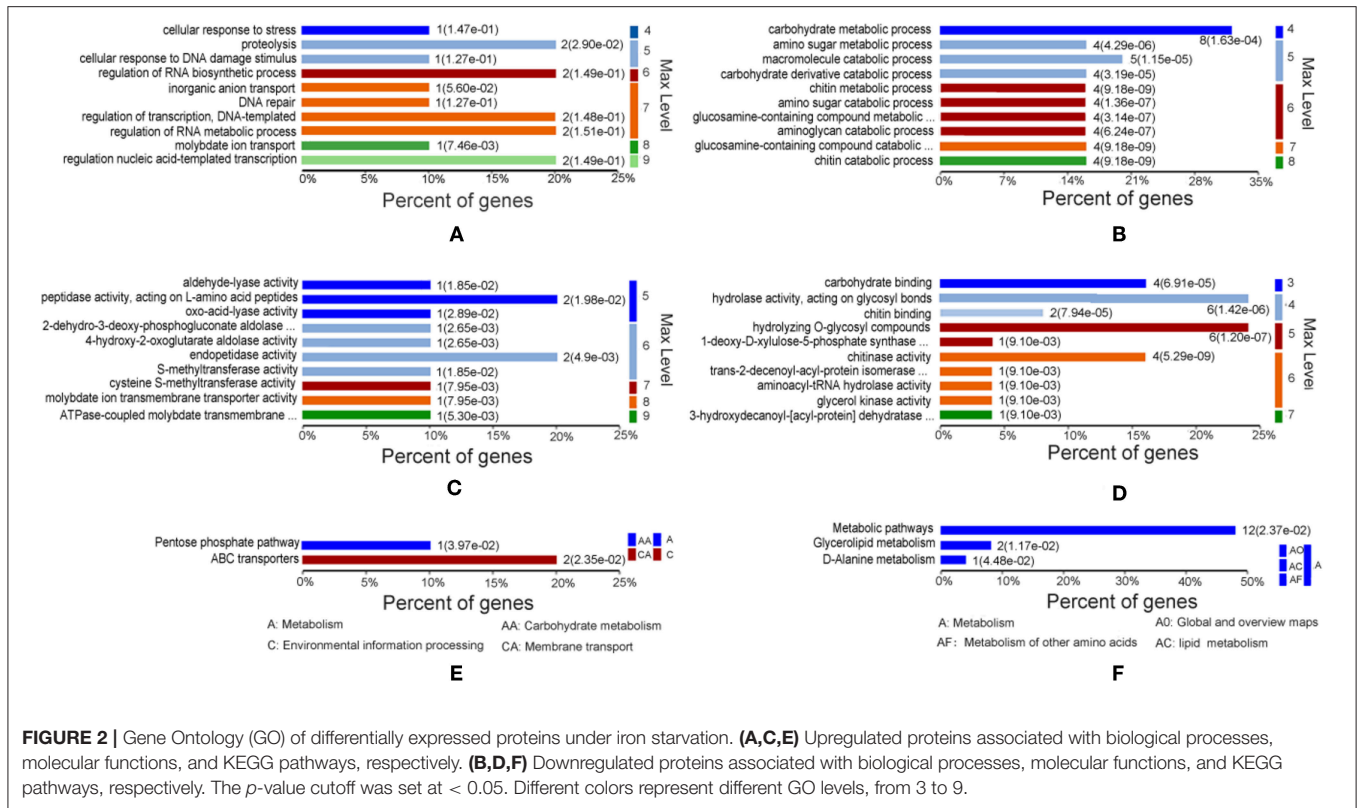 cellular response to stress 1(1.47e-01) 4
proteolysis 2(2.90e-02) 5
cellular response to DNA damage stimulus 1(1.27e-01)
regulation of RNA biosynthetic process 2(1.49e-01) 6
inorganic anion transport 1(5.60e-02) 7
DNA repair 1(1.27e-01)
regulation of transcription, DNA-templated 2(1.48e-01)
regulation of RNA metabolic process 2(1.51e-01)
molybdate ion transport 1(7.46e-03) 8
regulation nucleic acid-templated transcription 2(1.49e-01) 9
Max Level
0% 5% 10% 15% 20% 25%
Percent of genes
A
carbohydrate metabolic process 8(1.63e-04) 4
amino sugar metabolic process 4(4.29e-06) 5
macromolecule catabolic process 5(1.15e-05)
carbohydrate derivative catabolic process 4(3.19e-05)
chitin metabolic process 4(9.18e-09) 6
amino sugar catabolic process 4(1.36e-07)
glucosamine-containing compound metabolic ... 4(3.14e-07)
aminoglycan catabolic process 4(6.24e-07)
glucosamine-containing compound catabolic ... 4(9.18e-09) 7
chitin catabolic process 4(9.18e-09) 8
Max Level
0% 7% 14% 21% 28% 35%
Percent of genes
B
aldehyde-lyase activity 1(1.85e-02) 5
peptidase activity, acting on L-amino acid peptides 2(1.98e-02)
oxo-acid-lyase activity 1(2.89e-02)
2-dehydro-3-deoxy-phosphogluconate aldolase ... 1(2.65e-03) 6
4-hydroxy-2-oxoglutarate aldolase activity 1(2.65e-03)
endopetidase activity 2(4.9e-03)
S-methyltransferase activity 1(1.85e-02)
cysteine S-methyltransferase activity 1(7.95e-03) 7
molybdate ion transmembrane transporter activity 1(7.95e-03) 8
ATPase-coupled molybdate transmembrane ... 1(5.30e-03) 9
Max Level
0% 5% 10% 15% 20% 25%
Percent of genes
C
carbohydrate binding 4(6.91e-05) 3
hydrolase activity, acting on glycosyl bonds 6(1.42e-06) 4
chitin binding 2(7.94e-05)
hydrolyzing O-glycosyl compounds 6(1.20e-07) 5
1-deoxy-D-xylulose-5-phosphate synthase ... 1(9.10e-03)
chitinase activity 4(5.29e-09) 6
trans-2-decenoyl-acyl-protein isomerase ... 1(9.10e-03)
aminoacyl-tRNA hydrolase activity 1(9.10e-03)
glycerol kinase activity 1(9.10e-03)
3-hydroxydecanoyl-[acyl-protein] dehydratase ... 1(9.10e-03) 7
Max Level
0% 5% 10% 15% 20% 25%
Percent of genes
D
Pentose phosphate pathway 1(3.97e-02) AA A
ABC transporters 2(2.35e-02) CA C
0% 5% 10% 15% 20% 25%
Percent of genes
A: Metabolism AA: Carbohydrate metabolism
C: Environmental information processing CA: Membrane transport
E
Metabolic pathways 12(2.37e-02)
Glycerolipid metabolism 2(1.17e-02) AO
D-Alanine metabolism 1(4.48e-02) AC A
AF
0% 10% 20% 30% 40% 50%
Percent of genes
A: Metabolism A0: Global and overview maps
AF: Metabolism of other amino acids AC: lipid metabolism
F
FIGURE 2 | Gene Ontology (GO) of differentially expressed proteins under iron starvation. (A,C,E) Upregulated proteins associated with biological processes,
molecular functions, and KEGG pathways, respectively. (B,D,F) Downregulated proteins associated with biological processes, molecular functions, and KEGG
pathways, respectively. The p-value cutoff was set at < 0.05. Different colors represent different GO levels, from 3 to 9.